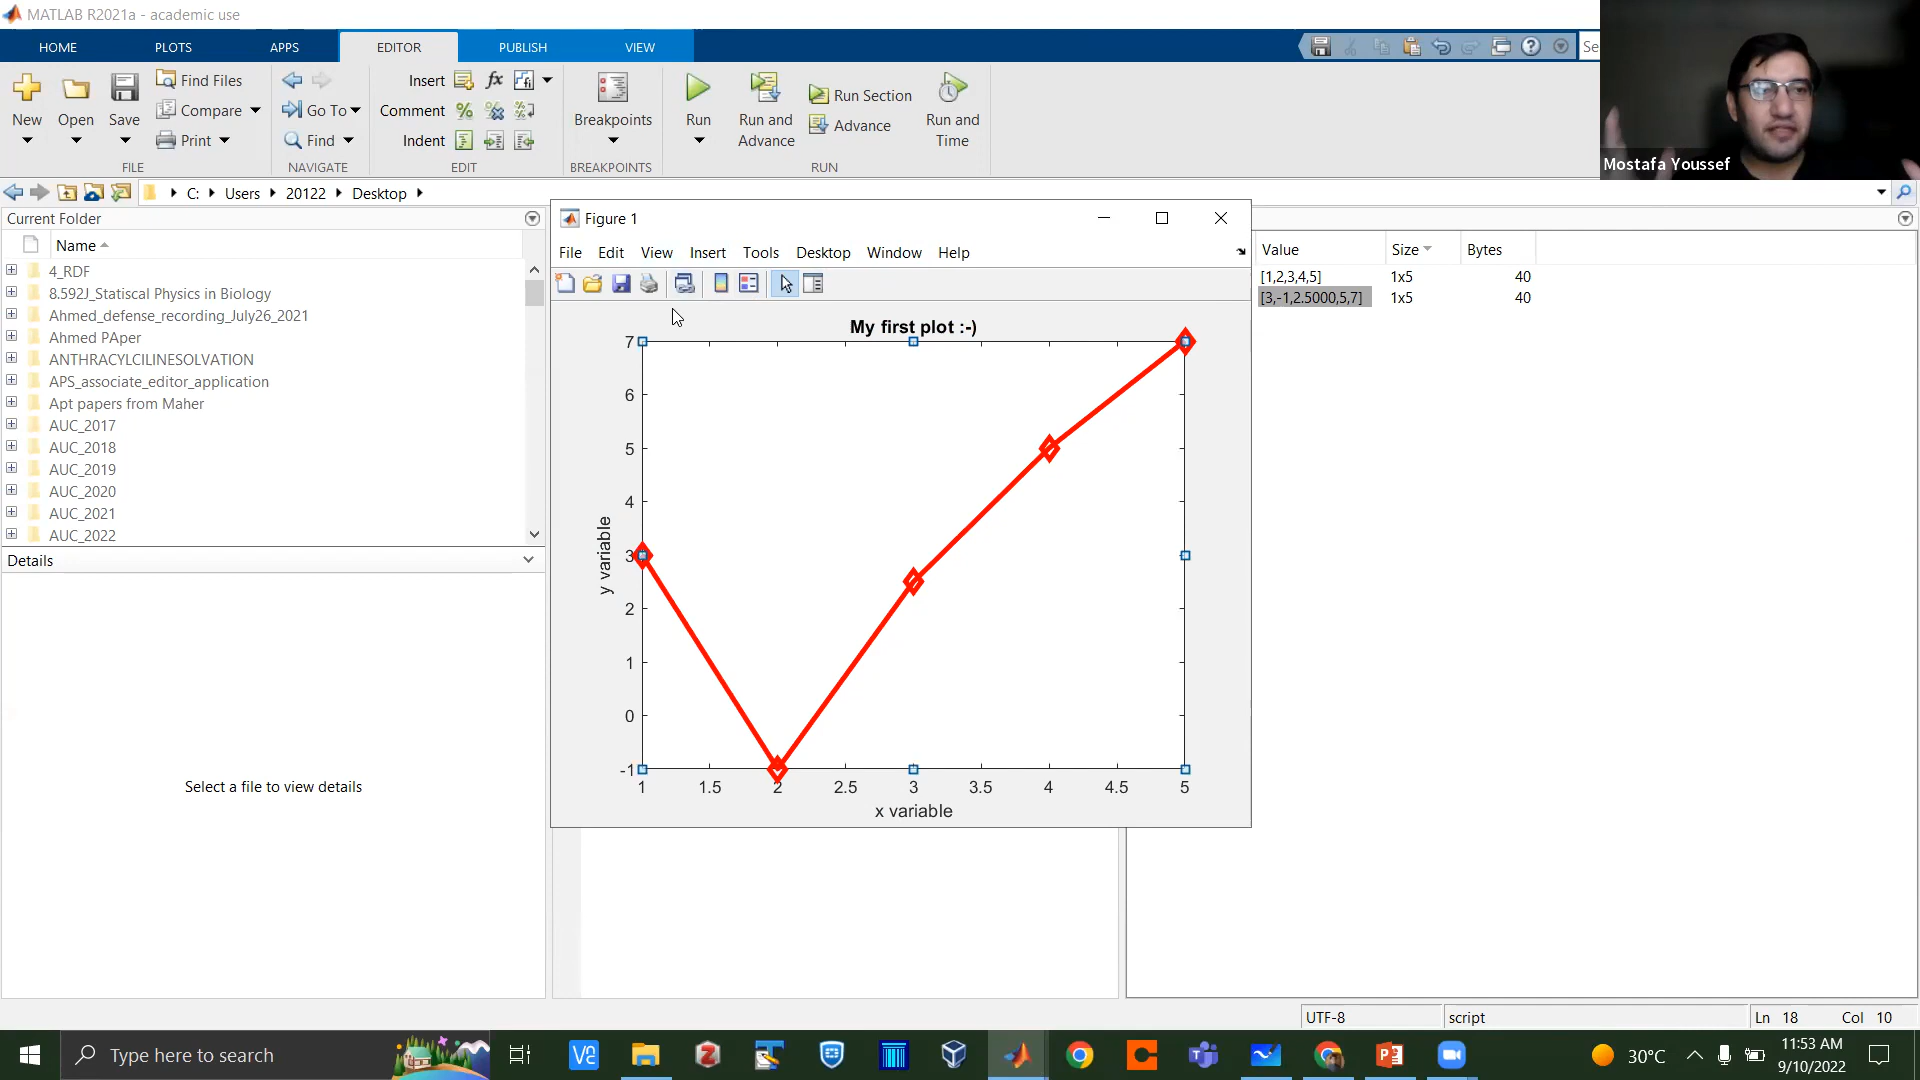 MATLAB R2021a - academic use
HOME PLOTS APPS EDITOR PUBLISH VIEW
Se
New Open Save
Find Files
Compare
Print
FILE
Go To
Find
NAVIGATE
Insert fx
Comment
Indent
EDIT
Breakpoints
BREAKPOINTS
Run
Run and Advance
Run Section
Advance
Run and Time
RUN
Mostafa Youssef
C: Users 20122 Desktop
Current Folder
Name
4_RDF
8.592J_Statiscal Physics in Biology
Ahmed_defense_recording_July26_2021
Ahmed PAper
ANTHRACYLCILINESOLVATION
APS_associate_editor_application
Apt papers from Maher
AUC_2017
AUC_2018
AUC_2019
AUC_2020
AUC_2021
AUC_2022
Details
Select a file to view details
Figure 1
File Edit View Insert Tools Desktop Window Help
My first plot :-)
7
6
5
4
3
2
1
0
-1
y variable
1 1.5 2 2.5 3 3.5 4 4.5 5
x variable
Value Size Bytes
[1,2,3,4,5] 1x5 40
[3,-1,2.5000,5,7] 1x5 40
UTF-8 script Ln 18 Col 10
Type here to search
30°C
11:53 AM
9/10/2022